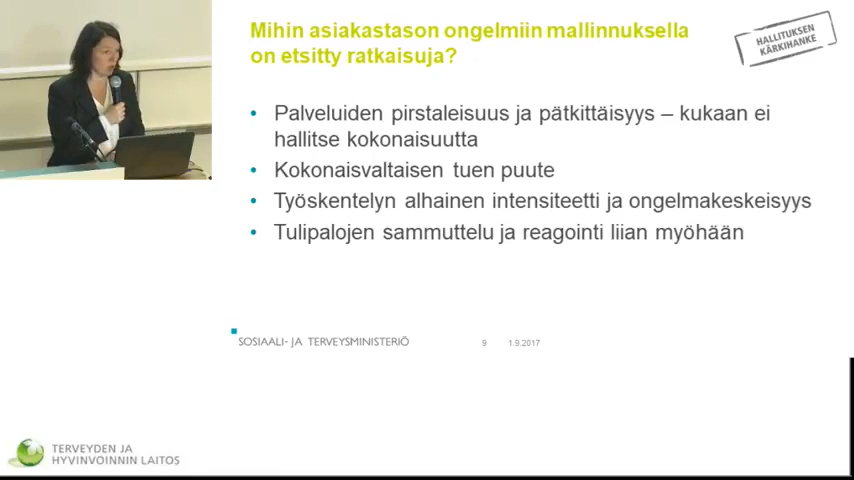 Mihin asiakastason ongelmiin mallinnuksella
on etsitty ratkaisuja?
HALLITUKSEN
KÄRKIHANKE
• Palveluiden pirstaleisuus ja pätkittäisyys – kukaan ei
hallitse kokonaisuutta
• Kokonaisvaltaisen tuen puute
• Työskentelyn alhainen intensiteetti ja ongelmakeskeisyys
• Tulipalojen sammuttelu ja reagointi liian myöhään
SOSIAALI- JA TERVEYSMINISTERIÖ
9
1.9.2017
TERVEYDEN JA
HYVINVOINNIN LAITOS